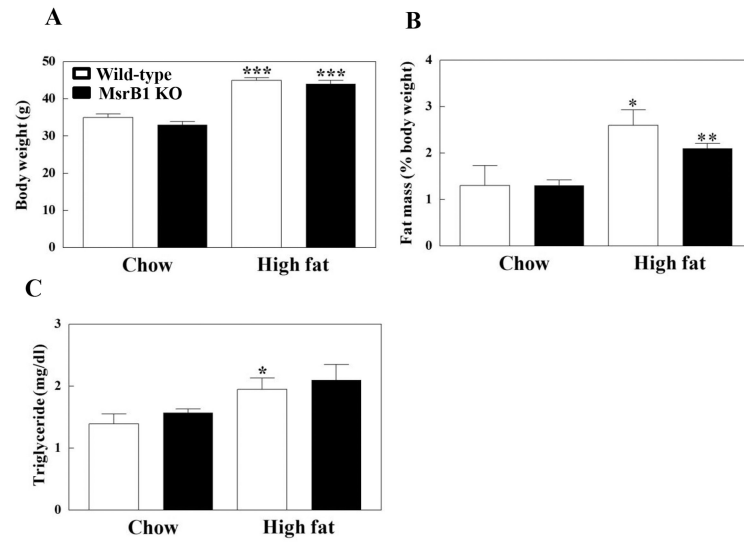 A
Body weight (g)
50
40
30
20
10
0
Wild-type
MsrB1 KO
***
***
Chow
High fat
B
Fat mass (% body weight)
4
3
2
1
0
*
**
Chow
High fat
C
Triglyceride (mg/dl)
3
2
1
0
*
Chow
High fat